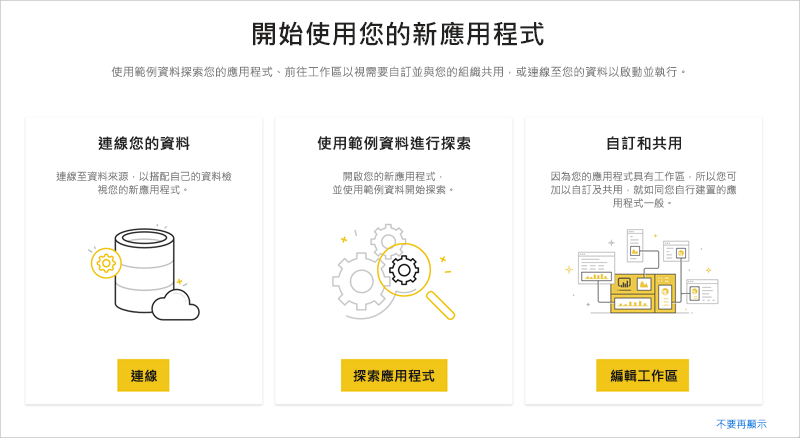 開始使用您的新應用程式
使用範例資料探索您的應用程式、前往工作區以視需要自訂並與您的組織共用，或連線至您的資料以啟動並執行。
連線您的資料
連線至資料來源，以搭配自己的資料檢
視您的新應用程式。
連線
使用範例資料進行探索
開啟您的新應用程式，
並使用範例資料開始探索。
探索應用程式
自訂和共用
因為您的應用程式具有工作區，所以您可
加以自訂及共用，就如同您自行建置的應
用程式一般。
編輯工作區
不要再顯示